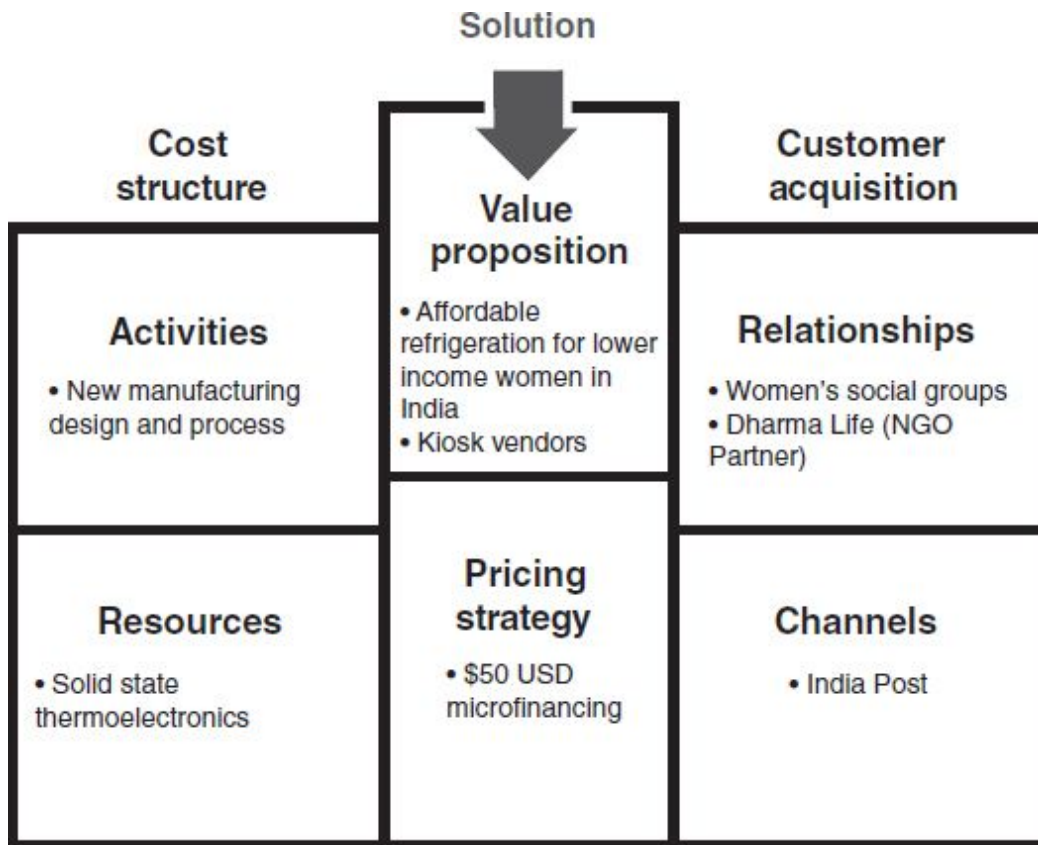 Solution
Cost
structure
Customer
acquisition
Value
proposition
• Affordable
refrigeration for lower
income women in
India
• Kiosk vendors
Activities
• New manufacturing
design and process
Relationships
• Women's social groups
• Dharma Life (NGO
Partner)
Resources
• Solid state
thermoelectronics
Pricing
strategy
• $50 USD
microfinancing
Channels
• India Post